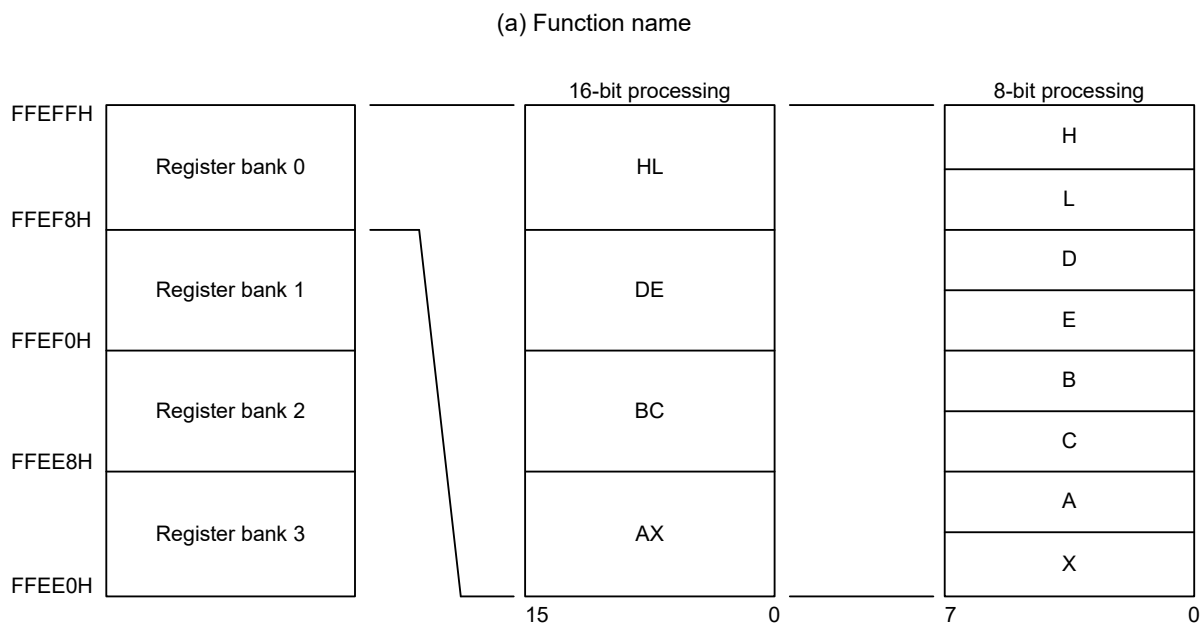 (a) Function name
16-bit processing 8-bit processing
FFEFFH
H
Register bank 0 HL
L
FFEF8H
D
Register bank 1 DE
E
FFEF0H
B
Register bank 2 BC
C
FFEE8H
A
Register bank 3 AX
X
FFEE0H
15 0 7 0